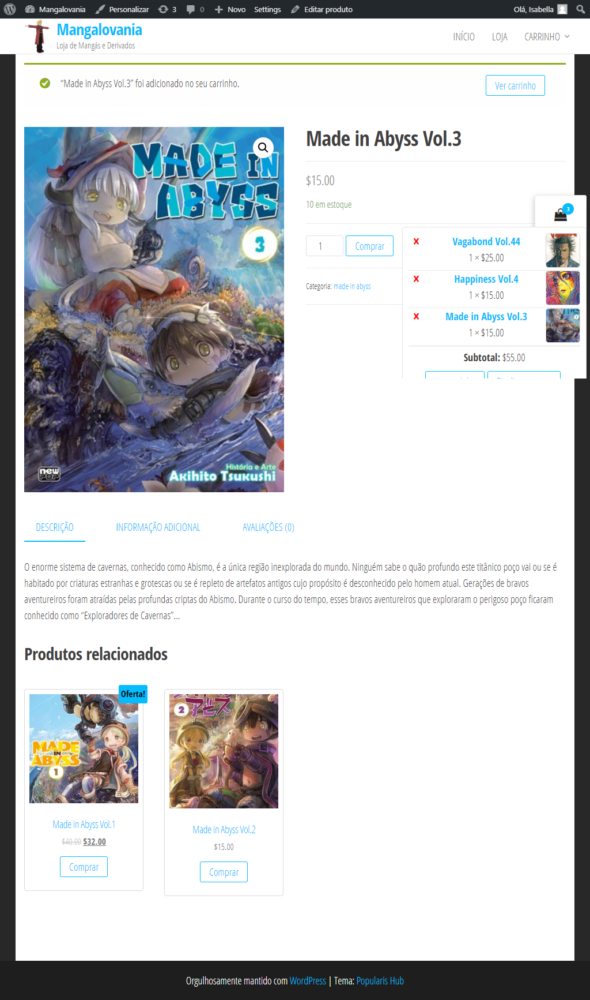 Mangalovania Personalizar 3 0 Novo Settings Editar produto Olá, Isabella
Mangalovania
Loja de Mangás e Derivados
INÍCIO LOJA CARRINHO
“Made in Abyss Vol.3” foi adicionado no seu carrinho.
Ver carrinho
MADE IN
ABYSS
3
História e Arte
Akihito Tsukushi
new
POP
Made in Abyss Vol.3
$15.00
10 em estoque
1 Comprar
Categoria: made in abyss
3
Vagabond Vol.44
1 × $25.00
Happiness Vol.4
1 × $15.00
Made in Abyss Vol.3
1 × $15.00
Subtotal: $55.00
DESCRIÇÃO INFORMAÇÃO ADICIONAL AVALIAÇÕES (0)
O enorme sistema de cavernas, conhecido como Abismo, é a única região inexplorada do mundo. Ninguém sabe o quão profundo este titânico poço vai ou se é
habitado por criaturas estranhas e grotescas ou se é repleto de artefatos antigos cujo propósito é desconhecido pelo homem atual. Gerações de bravos
aventureiros foram atraídas pelas profundas criptas do Abismo. Durante o curso do tempo, esses bravos aventureiros que exploraram o perigoso poço ficaram
conhecido como “Exploradores de Cavernas”...
Produtos relacionados
Oferta!
MADE
IN
ABYSS
1
Made in Abyss Vol.1
$40.00 $32.00
Comprar
2
アビス
Made in Abyss Vol.2
$15.00
Comprar
Orgulhosamente mantido com WordPress | Tema: Popularis Hub